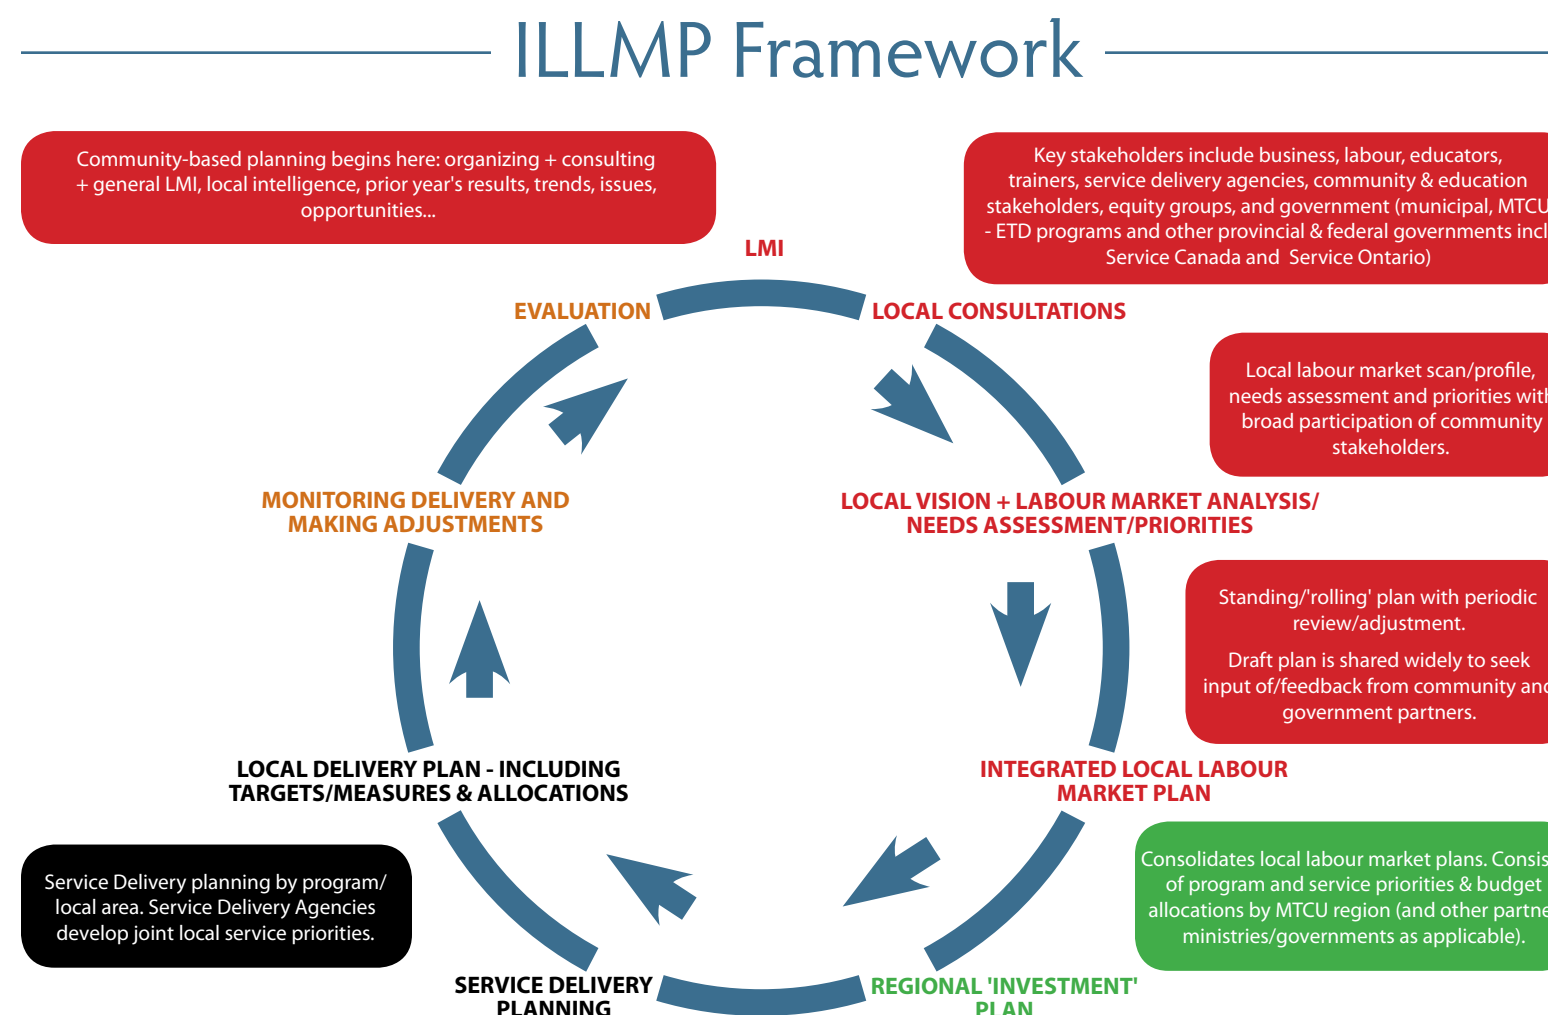 ILLMP Framework
Community-based planning begins here: organizing + consulting
+ general LMI, local intelligence, prior year's results, trends, issues,
opportunities...
Key stakeholders include business, labour, educators,
trainers, service delivery agencies, community & education
stakeholders, equity groups, and government (municipal, MTCU
- ETD programs and other provincial & federal governments incl
Service Canada and Service Ontario)
LMI
EVALUATION
LOCAL CONSULTATIONS
Local labour market scan/profile,
needs assessment and priorities with
broad participation of community
stakeholders.
MONITORING DELIVERY AND
MAKING ADJUSTMENTS
LOCAL VISION + LABOUR MARKET ANALYSIS/
NEEDS ASSESSMENT/PRIORITIES
Standing/'rolling' plan with periodic
review/adjustment.
Draft plan is shared widely to seek
input of/feedback from community and
government partners.
LOCAL DELIVERY PLAN - INCLUDING
TARGETS/MEASURES & ALLOCATIONS
INTEGRATED LOCAL LABOUR
MARKET PLAN
Service Delivery planning by program/
local area. Service Delivery Agencies
develop joint local service priorities.
Consolidates local labour market plans. Consis
of program and service priorities & budget
allocations by MTCU region (and other partne
ministries/governments as applicable).
SERVICE DELIVERY
PLANNING
REGIONAL 'INVESTMENT'
PLAN